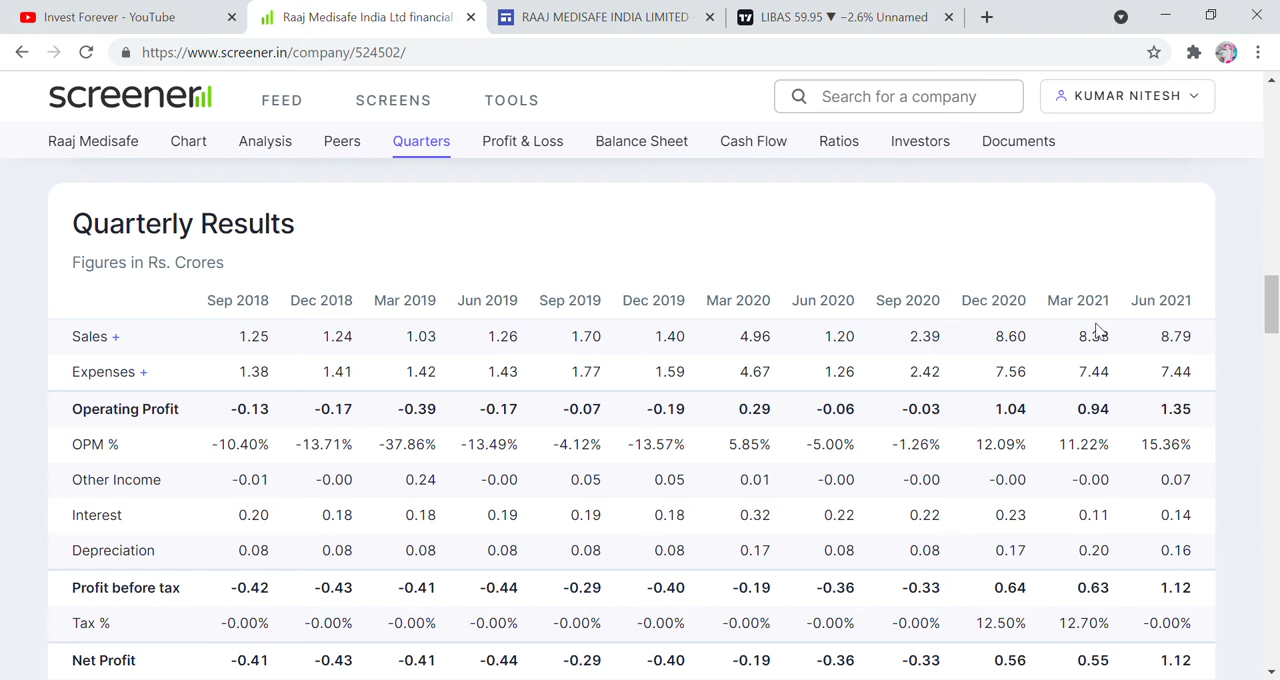 Invest Forever - YouTube
Raaj Medisafe India Ltd financial
RAAJ MEDISAFE INDIA LIMITED
LIBAS 59.95 ▼ −2.6% Unnamed
https://www.screener.in/company/524502/
screener
FEED SCREENS TOOLS
Search for a company
KUMAR NITESH
Raaj Medisafe Chart Analysis Peers Quarters Profit & Loss Balance Sheet Cash Flow Ratios Investors Documents
Quarterly Results
Figures in Rs. Crores
Sep 2018 Dec 2018 Mar 2019 Jun 2019 Sep 2019 Dec 2019 Mar 2020 Jun 2020 Sep 2020 Dec 2020 Mar 2021 Jun 2021
Sales + 1.25 1.24 1.03 1.26 1.70 1.40 4.96 1.20 2.39 8.60 8.79
Expenses + 1.38 1.41 1.42 1.43 1.77 1.59 4.67 1.26 2.42 7.56 7.44 7.44
Operating Profit -0.13 -0.17 -0.39 -0.17 -0.07 -0.19 0.29 -0.06 -0.03 1.04 0.94 1.35
OPM % -10.40% -13.71% -37.86% -13.49% -4.12% -13.57% 5.85% -5.00% -1.26% 12.09% 11.22% 15.36%
Other Income -0.01 -0.00 0.24 -0.00 0.05 0.05 0.01 -0.00 -0.00 -0.00 -0.00 0.07
Interest 0.20 0.18 0.18 0.19 0.19 0.18 0.32 0.22 0.22 0.23 0.11 0.14
Depreciation 0.08 0.08 0.08 0.08 0.08 0.08 0.17 0.08 0.08 0.17 0.20 0.16
Profit before tax -0.42 -0.43 -0.41 -0.44 -0.29 -0.40 -0.19 -0.36 -0.33 0.64 0.63 1.12
Tax % -0.00% -0.00% -0.00% -0.00% -0.00% -0.00% -0.00% -0.00% -0.00% 12.50% 12.70% -0.00%
Net Profit -0.41 -0.43 -0.41 -0.44 -0.29 -0.40 -0.19 -0.36 -0.33 0.56 0.55 1.12